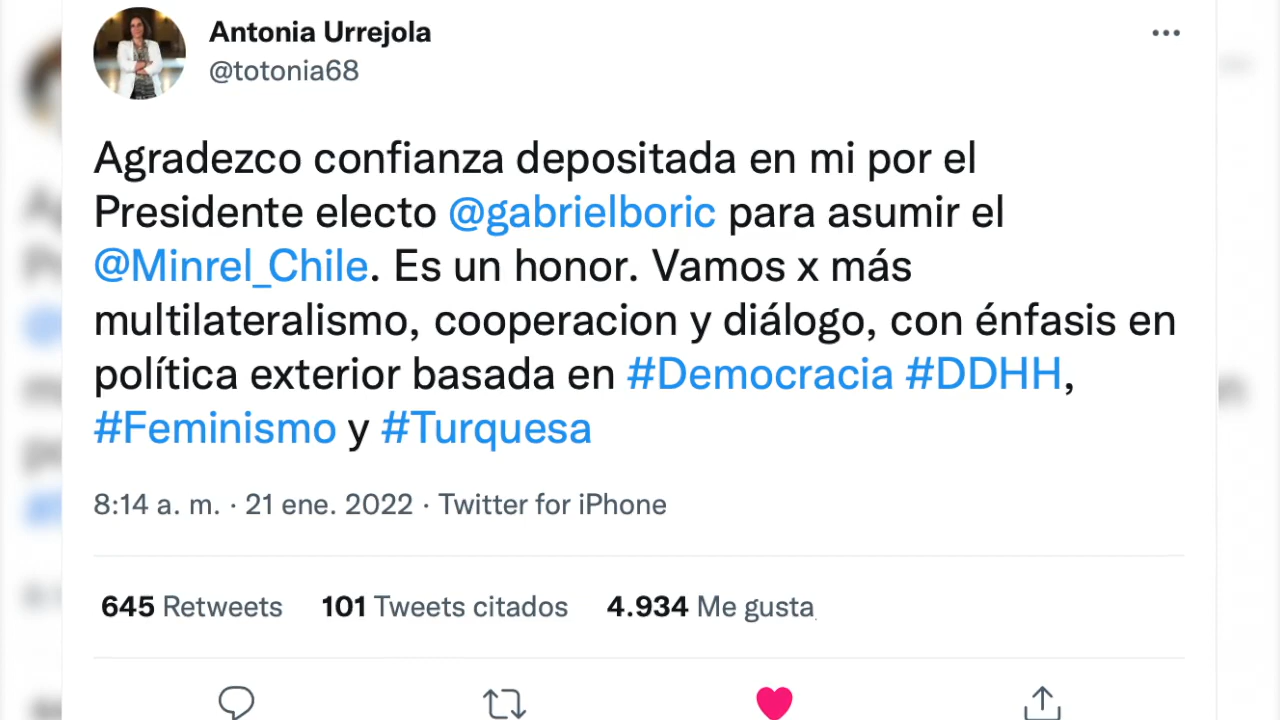 Antonia Urrejola
@totonia68
Agradezco confianza depositada en mi por el
Presidente electo @gabrielboric para asumir el
@Minrel_Chile. Es un honor. Vamos x más
multilateralismo, cooperacion y diálogo, con énfasis en
política exterior basada en #Democracia #DDHH,
#Feminismo y #Turquesa
8:14 a. m. · 21 ene. 2022 · Twitter for iPhone
645 Retweets 101 Tweets citados 4.934 Me gusta